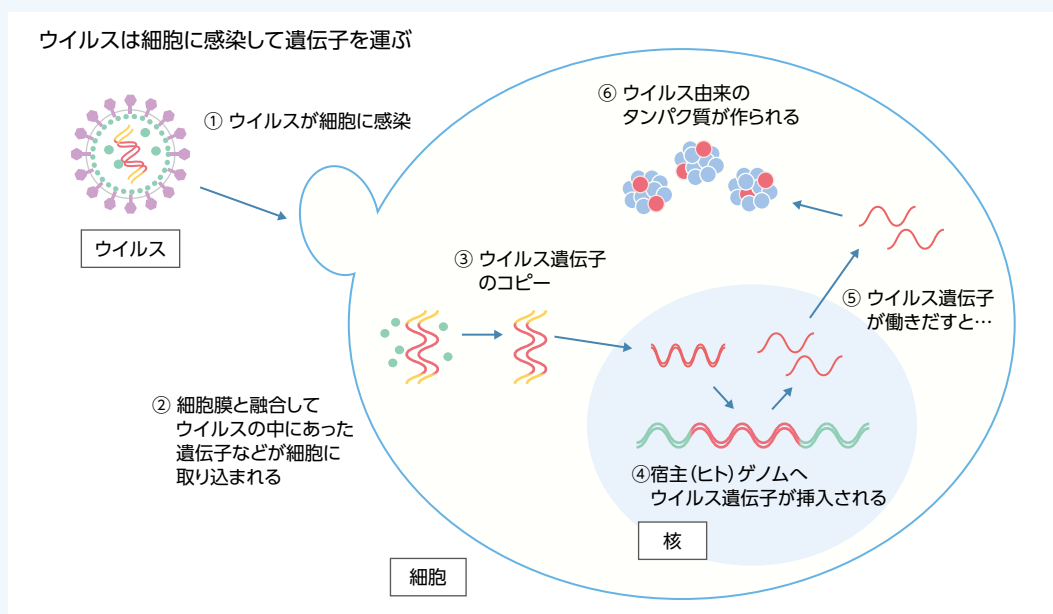 ウイルスは細胞に感染して遺伝子を運ぶ
① ウイルスが細胞に感染
ウイルス
② 細胞膜と融合して
ウイルスの中にあった
遺伝子などが細胞に
取り込まれる
③ ウイルス遺伝子
のコピー
④宿主(ヒト)ゲノムへ
ウイルス遺伝子が挿入される
核
⑤ ウイルス遺伝子
が働きだすと…
⑥ ウイルス由来の
タンパク質が作られる
細胞